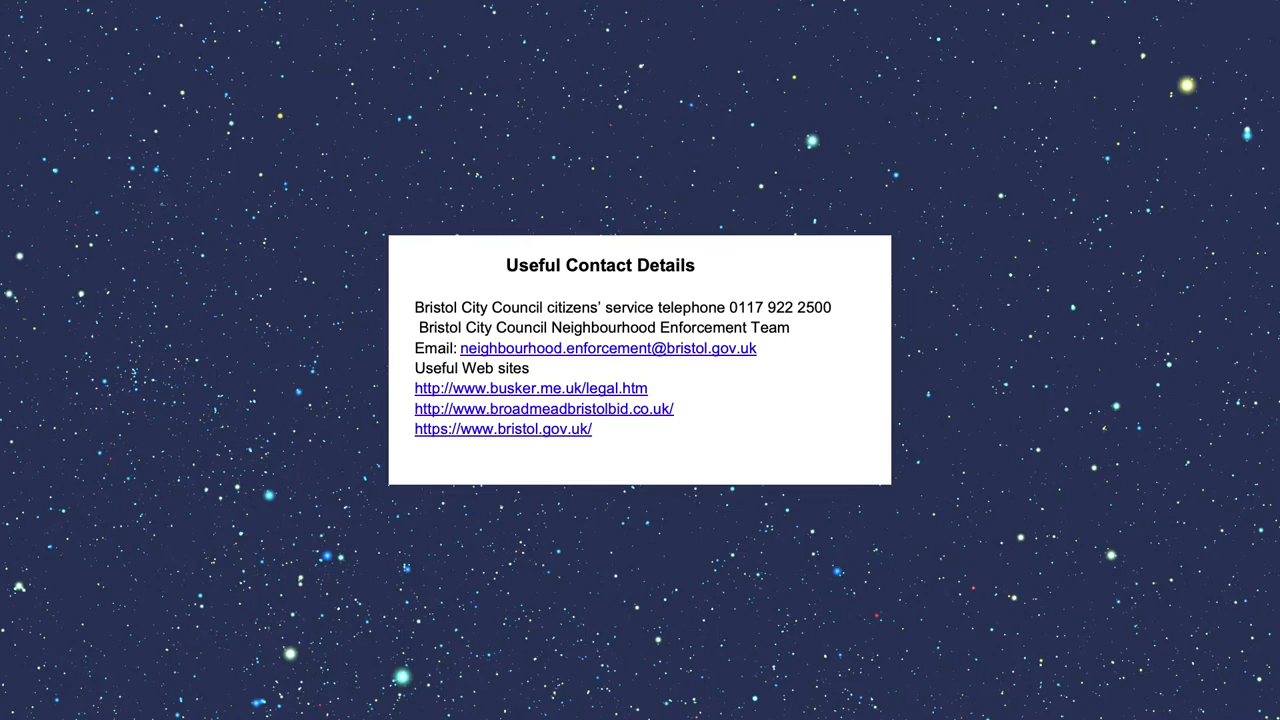 Useful Contact Details
Bristol City Council citizens’ service telephone 0117 922 2500
Bristol City Council Neighbourhood Enforcement Team
Email: neighbourhood.enforcement@bristol.gov.uk
Useful Web sites
http://www.busker.me.uk/legal.htm
http://www.broadmeadbristolbid.co.uk/
https://www.bristol.gov.uk/